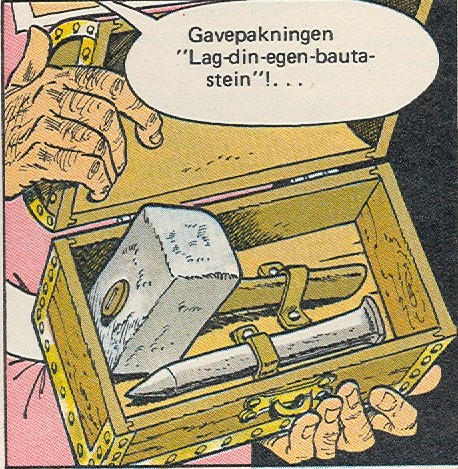 Gavepakningen
"Lag-din-egen-bauta-
stein"!...